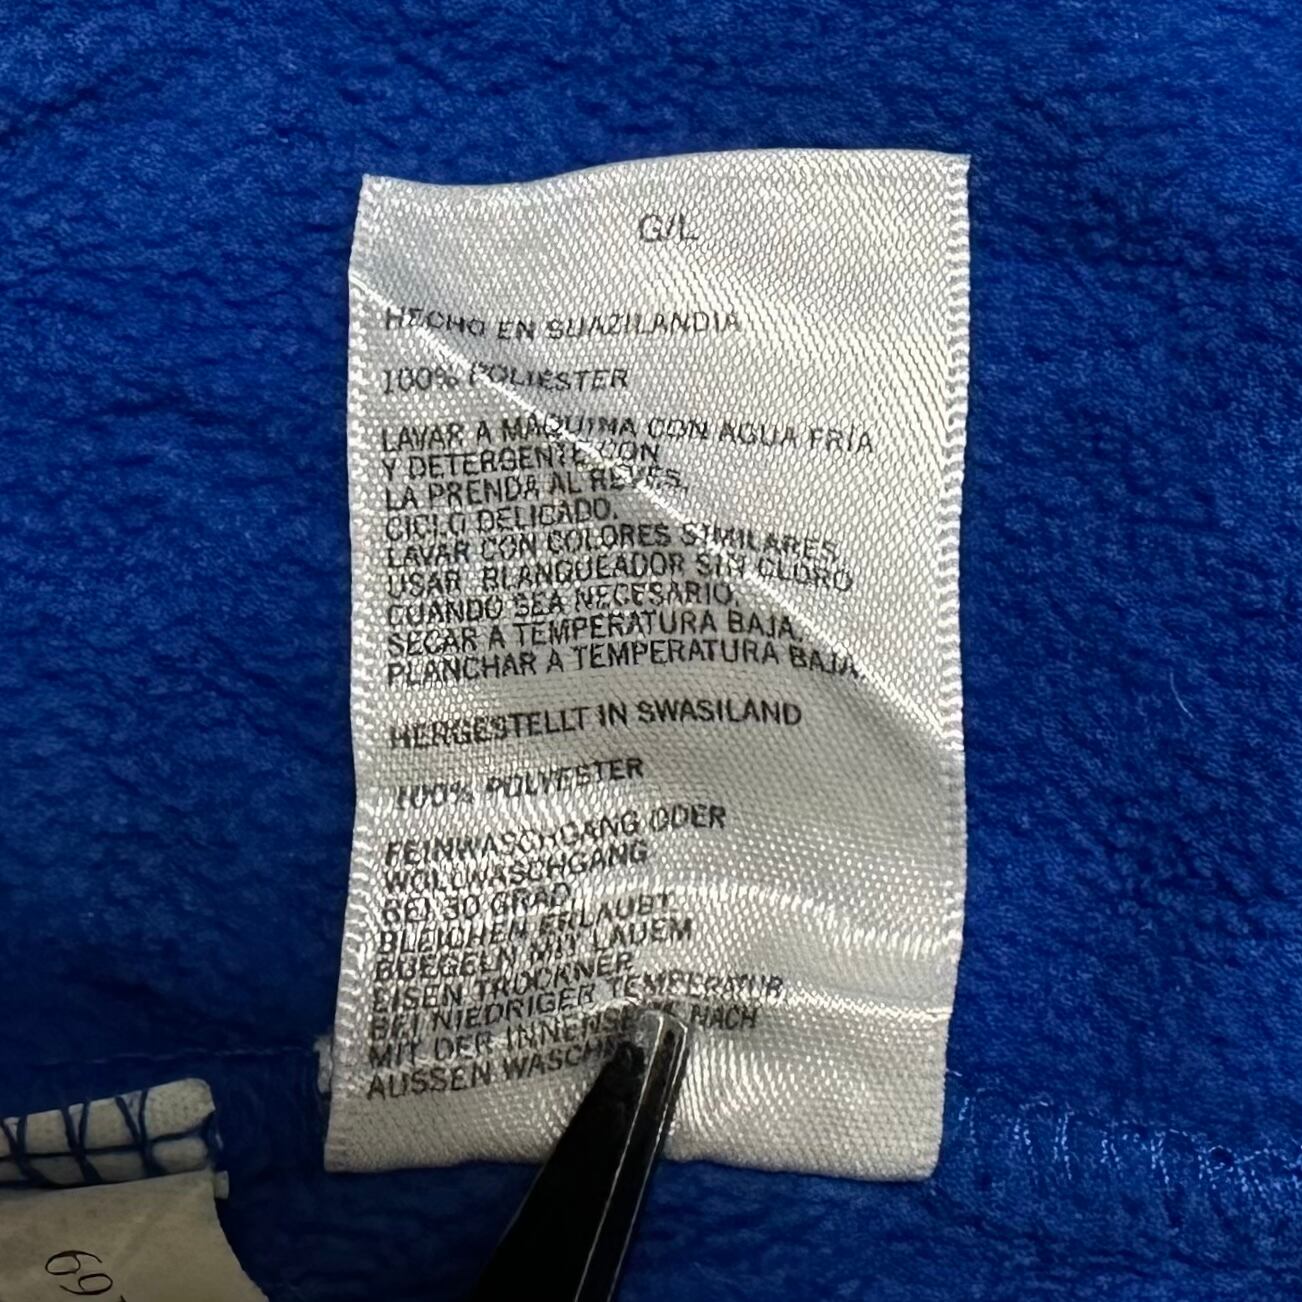 G/L
HECHO EN SUAZILANDIA
100% POLIESTER
LAVAR A MAQUINA CON AGUA FRIA
Y DETERGENTE CON
LA PRENDA AL REVES.
CICLO DELICADO.
LAVAR CON COLORES SIMILARES.
USAR BLANQUEADOR SIN CLORO
CUANDO SEA NECESARIO.
SECAR A TEMPERATURA BAJA.
PLANCHAR A TEMPERATURA BAJA.
HERGESTELLT IN SWASILAND
100% POLYESTER
FEINWASCHGANG ODER
WOLLWASCHGANG
BEI 30 GRAD.
BLEICHEN ERLAUBT.
BUEGELN MIT LAUEM
EISEN TROCKNER
BEI NIEDRIGER TEMPERATUR.
MIT DER NACH
AUSSEN
69